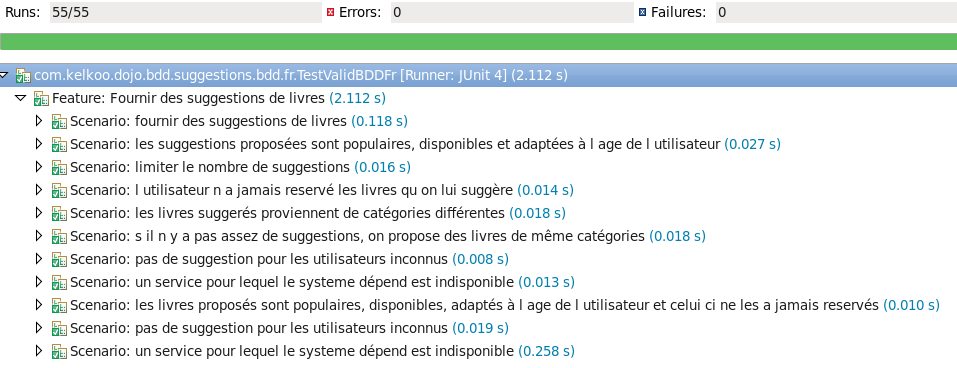 Runs: 55/55 Errors: 0 Failures: 0
com.kelkoo.dojo.bdd.suggestions.bdd.fr.TestValidBDDFr [Runner: JUnit 4] (2.112 s)
Feature: Fournir des suggestions de livres (2.112 s)
Scenario: fournir des suggestions de livres (0.118 s)
Scenario: les suggestions proposées sont populaires, disponibles et adaptées à l age de l utilisateur (0.027 s)
Scenario: limiter le nombre de suggestions (0.016 s)
Scenario: l utilisateur n a jamais reservé les livres qu on lui suggère (0.014 s)
Scenario: les livres suggerés proviennent de catégories différentes (0.018 s)
Scenario: s il n y a pas assez de suggestions, on propose des livres de même catégories (0.018 s)
Scenario: pas de suggestion pour les utilisateurs inconnus (0.008 s)
Scenario: un service pour lequel le systeme dépend est indisponible (0.013 s)
Scenario: les livres proposés sont populaires, disponibles, adaptés à l age de l utilisateur et celui ci ne les a jamais reservés (0.010 s)
Scenario: pas de suggestion pour les utilisateurs inconnus (0.019 s)
Scenario: un service pour lequel le systeme dépend est indisponible (0.258 s)